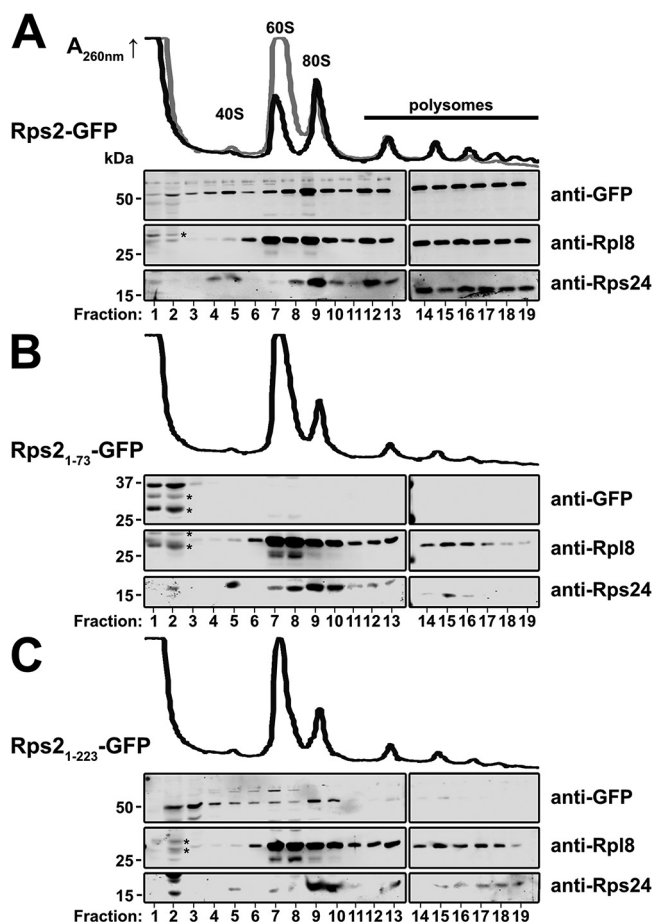 A
A260nm ↑
60S
80S
40S
polysomes
Rps2-GFP
kDa
50-
anti-GFP
*
25-
anti-Rpl8
15-
anti-Rps24
Fraction: 1 2 3 4 5 6 7 8 9 10 11 12 13 14 15 16 17 18 19
B
Rps21-73-GFP
37-
*
*
25-
anti-GFP
*
*
25-
anti-Rpl8
15-
anti-Rps24
Fraction: 1 2 3 4 5 6 7 8 9 10 11 12 13 14 15 16 17 18 19
C
Rps21-223-GFP
50-
anti-GFP
*
*
25-
anti-Rpl8
15-
anti-Rps24
Fraction: 1 2 3 4 5 6 7 8 9 10 11 12 13 14 15 16 17 18 19